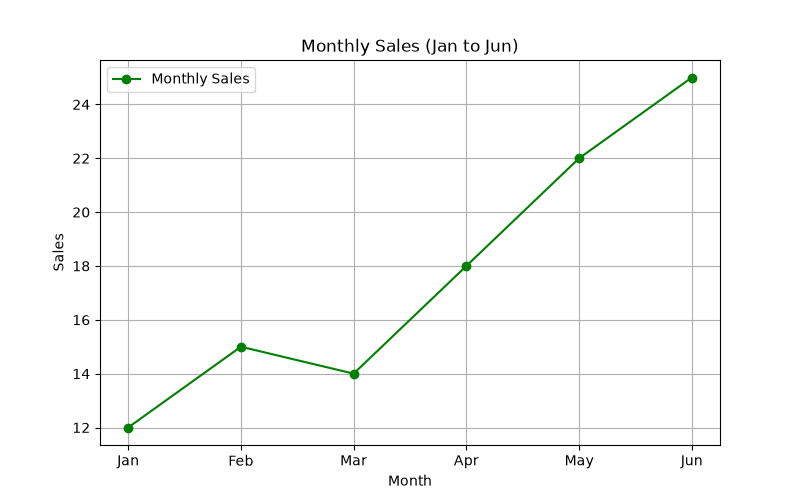 Monthly Sales (Jan to Jun)
Monthly Sales
24
22
20
18
16
14
12
Sales
Jan Feb Mar Apr May Jun
Month